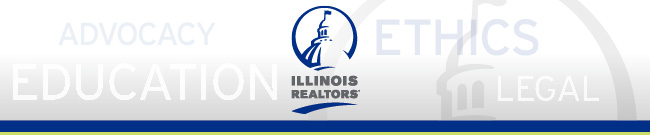 ADVOCACY
ETHICS
EDUCATION
LEGAL
ILLINOIS
REALTORS®